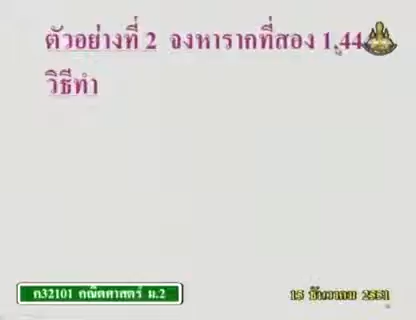 ตัวอย่างที่ 2 จงหารากที่สอง 1.44
วิธีทำ
ค32101 คณิตศาสตร์ ม.2
15 ธันวาคม 2551